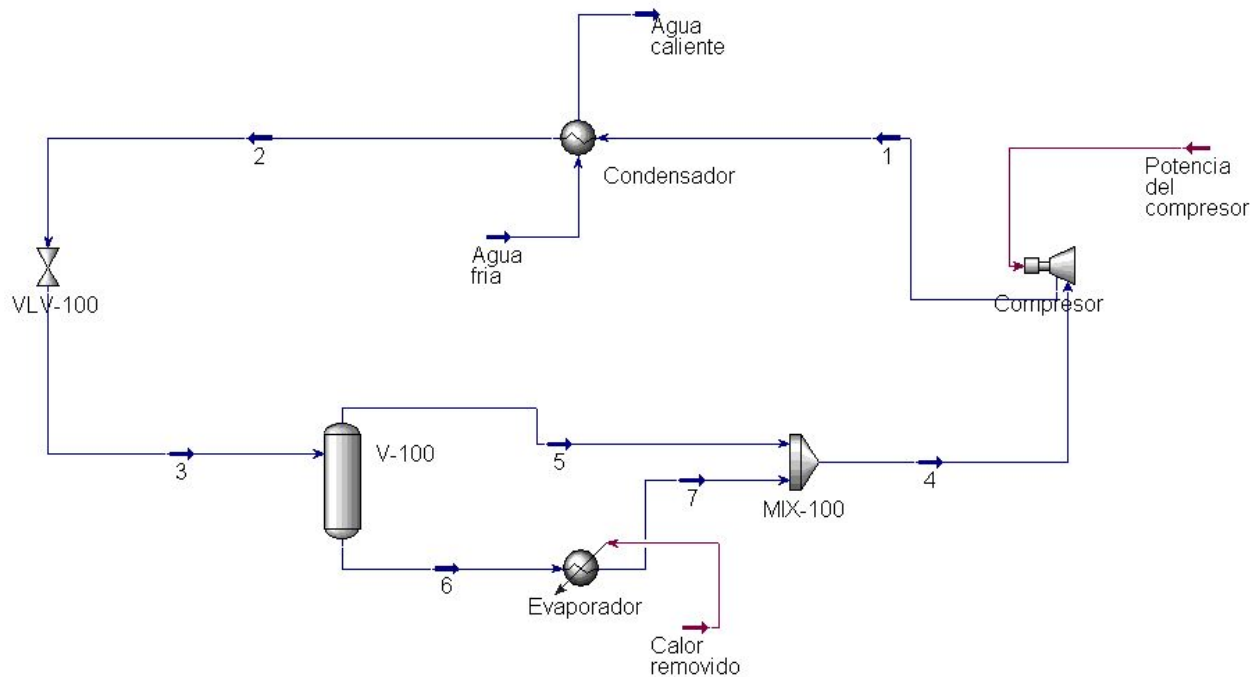 Agua
caliente
2
1
Condensador
Potencia
del
compresor
Agua
fria
VLV-100
Compresor
V-100
5
3
7
4
MIX-100
6
Evaporador
Calor
removido